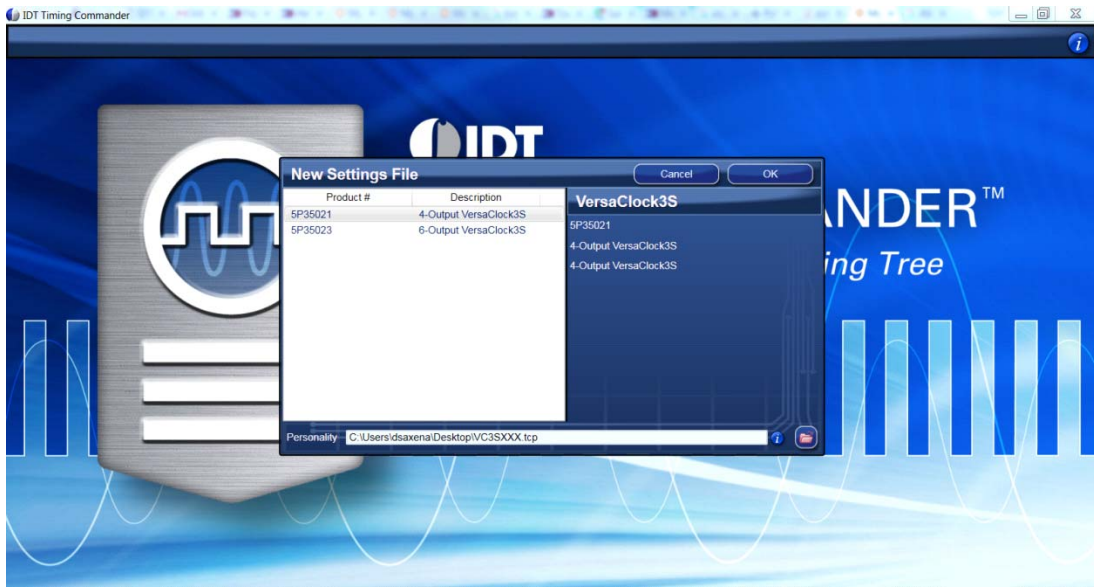 IDT Timing Commander
IDT
NDER™
ing Tree
New Settings File
Cancel
OK
Product # Description
5P35021 4-Output VersaClock3S
5P35023 6-Output VersaClock3S
VersaClock3S
5P35021
4-Output VersaClock3S
4-Output VersaClock3S
Personality C:\Users\dsaxena\Desktop\VC3SXXX.tcp